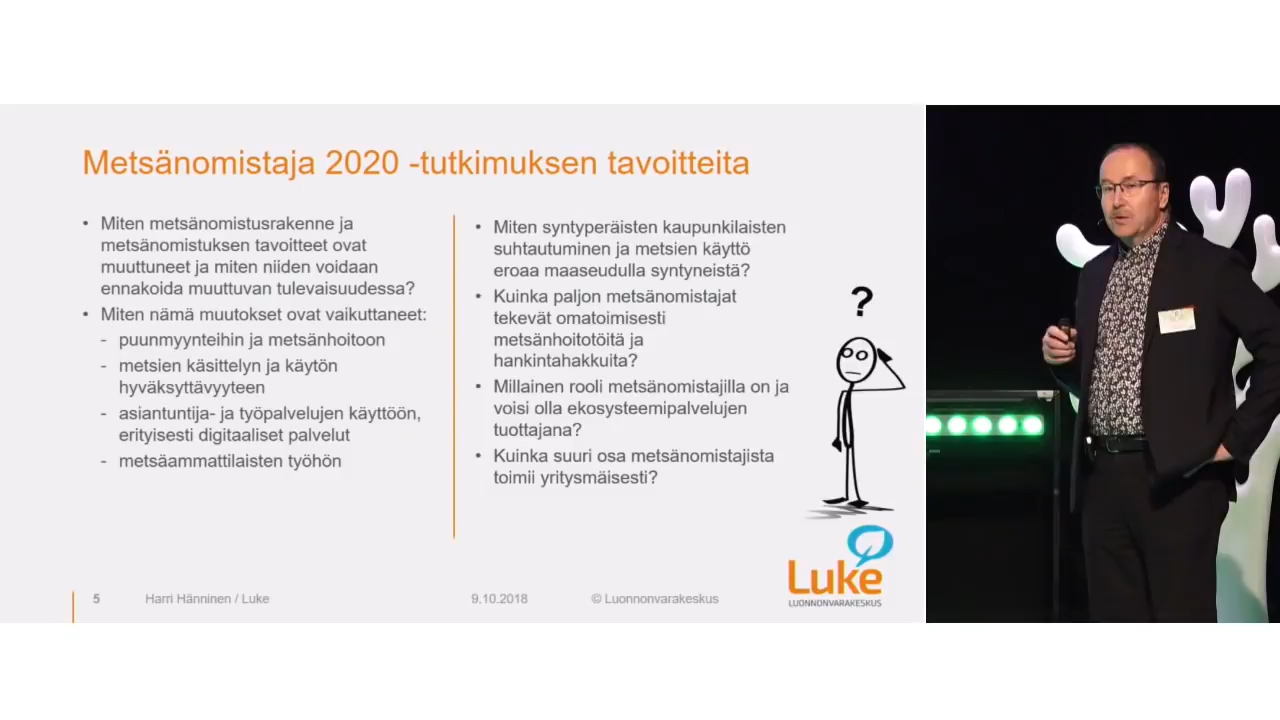 Metsänomistaja 2020 -tutkimuksen tavoitteita
• Miten metsänomistusrakenne ja
metsänomistuksen tavoitteet ovat
muuttuneet ja miten niiden voidaan
ennakoida muuttuvan tulevaisuudessa?
• Miten nämä muutokset ovat vaikuttaneet:
- puunmyynteihin ja metsänhoitoon
- metsien käsittelyn ja käytön
hyväksyttävyyteen
- asiantuntija- ja työpalvelujen käyttöön,
erityisesti digitaaliset palvelut
- metsäammattilaisten työhön
• Miten syntyperäisten kaupunkilaisten
suhtautuminen ja metsien käyttö
eroaa maaseudulla syntyneistä?
• Kuinka paljon metsänomistajat
tekevät omatoimisesti
metsänhoitotöitä ja
hankintahakkuita?
• Millainen rooli metsänomistajilla on ja
voisi olla ekosysteemipalvelujen
tuottajana?
• Kuinka suuri osa metsänomistajista
toimii yritysmäisesti?
?
Luke
LUONNONVARAKESKUS
5 Harri Hänninen / Luke 9.10.2018 © Luonnonvarakeskus